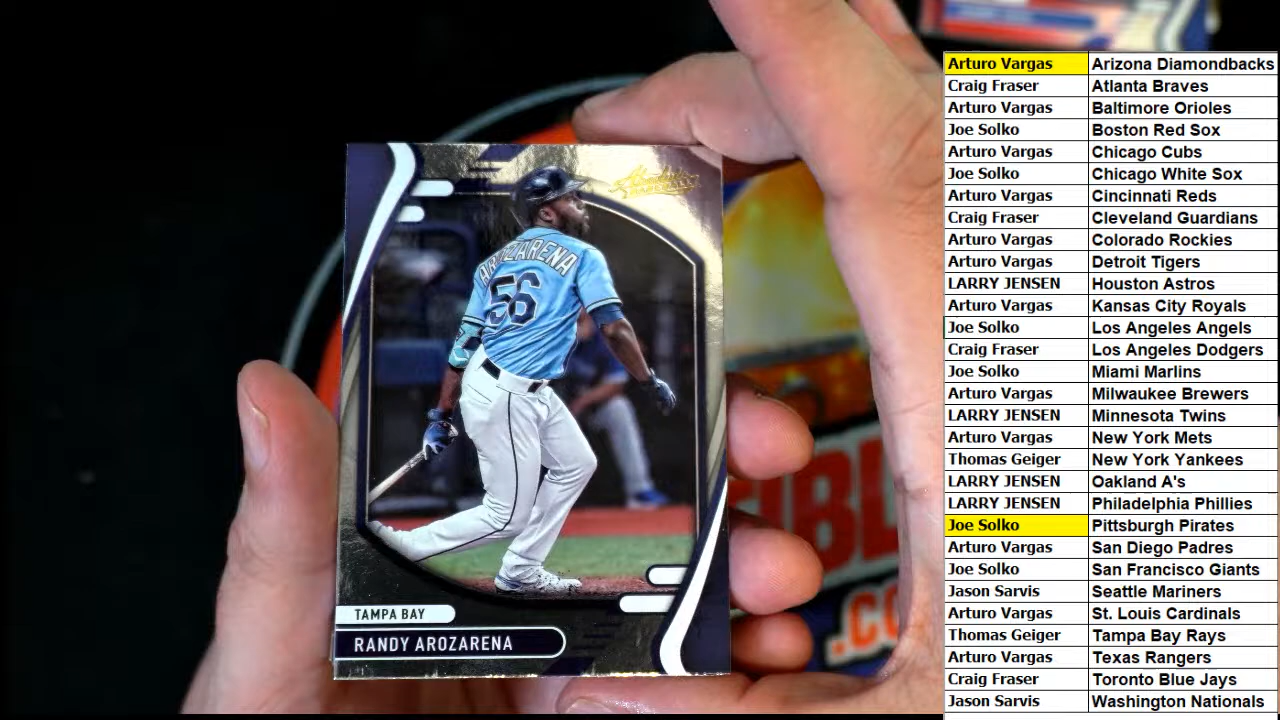 Absolute
BASEBALL
AROZARENA
56
TAMPA BAY
RANDY AROZARENA
IBL
.CO
Arturo Vargas Arizona Diamondbacks
Craig Fraser Atlanta Braves
Arturo Vargas Baltimore Orioles
Joe Solko Boston Red Sox
Arturo Vargas Chicago Cubs
Joe Solko Chicago White Sox
Arturo Vargas Cincinnati Reds
Craig Fraser Cleveland Guardians
Arturo Vargas Colorado Rockies
Arturo Vargas Detroit Tigers
LARRY JENSEN Houston Astros
Arturo Vargas Kansas City Royals
Joe Solko Los Angeles Angels
Craig Fraser Los Angeles Dodgers
Joe Solko Miami Marlins
Arturo Vargas Milwaukee Brewers
LARRY JENSEN Minnesota Twins
Arturo Vargas New York Mets
Thomas Geiger New York Yankees
LARRY JENSEN Oakland A's
LARRY JENSEN Philadelphia Phillies
Joe Solko Pittsburgh Pirates
Arturo Vargas San Diego Padres
Joe Solko San Francisco Giants
Jason Sarvis Seattle Mariners
Arturo Vargas St. Louis Cardinals
Thomas Geiger Tampa Bay Rays
Arturo Vargas Texas Rangers
Craig Fraser Toronto Blue Jays
Jason Sarvis Washington Nationals